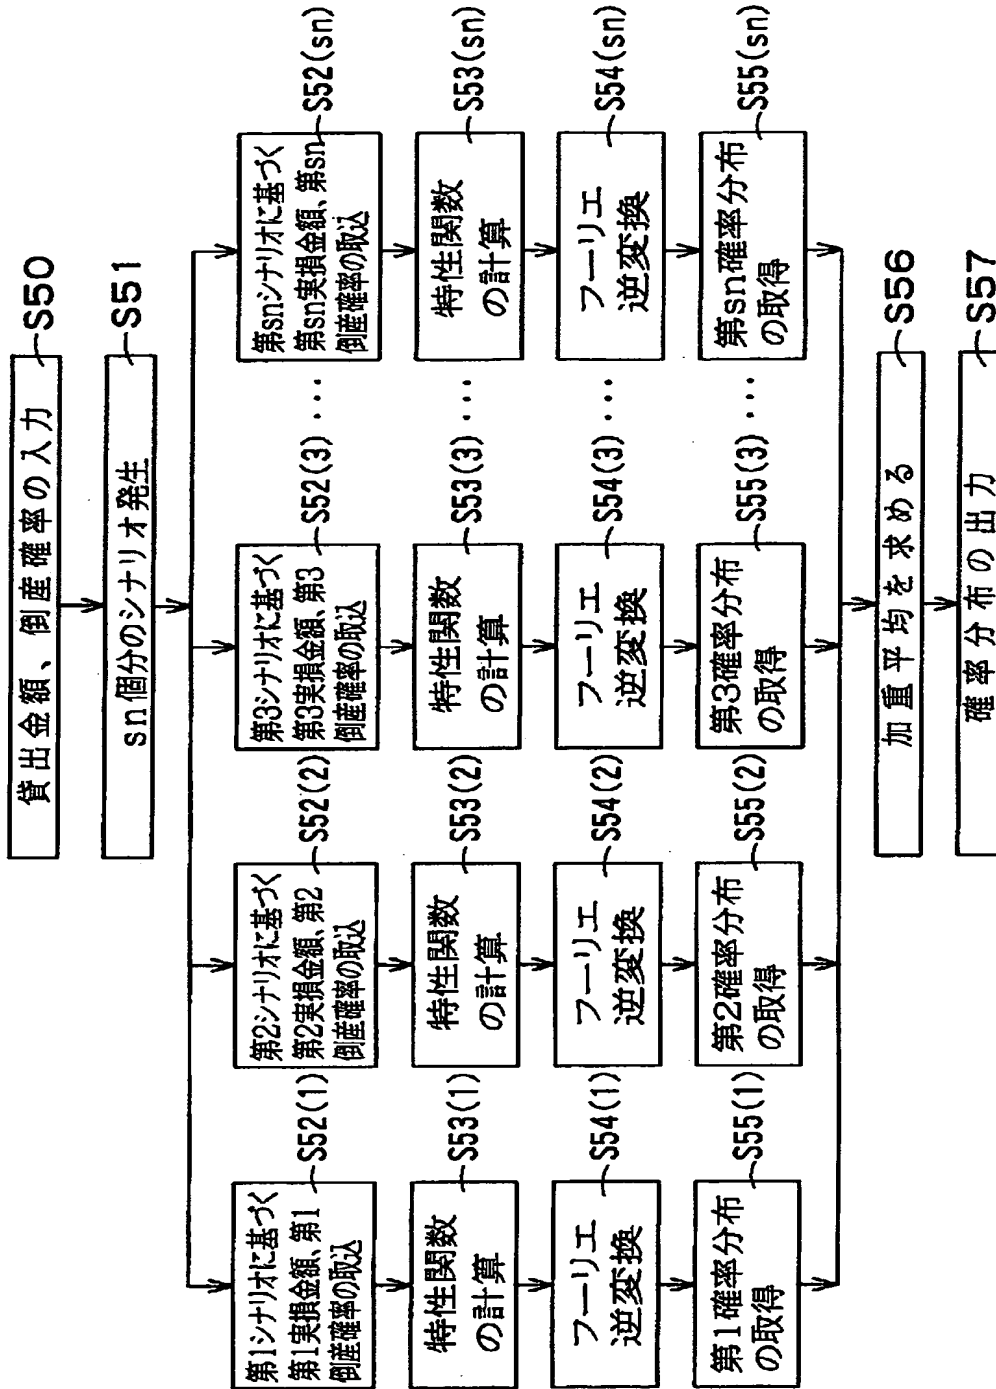 貸出金額、倒産確率の入力
S50
sn個分のシナリオ発生
S51
第1シナリオに基づく
第1実損金額、第1
倒産確率の取込
S52(1)
第2シナリオに基づく
第2実損金額、第2
倒産確率の取込
S52(2)
第3シナリオに基づく
第3実損金額、第3
倒産確率の取込
S52(3)
...
第snシナリオに基づく
第sn実損金額、第sn
倒産確率の取込
S52(sn)
特性関数
の計算
S53(1)
特性関数
の計算
S53(2)
特性関数
の計算
S53(3)
...
特性関数
の計算
S53(sn)
フーリエ
逆変換
S54(1)
フーリエ
逆変換
S54(2)
フーリエ
逆変換
S54(3)
...
フーリエ
逆変換
S54(sn)
第1確率分布
の取得
S55(1)
第2確率分布
の取得
S55(2)
第3確率分布
の取得
S55(3)
...
第sn確率分布
の取得
S55(sn)
加重平均を求める
S56
確率分布の出力
S57